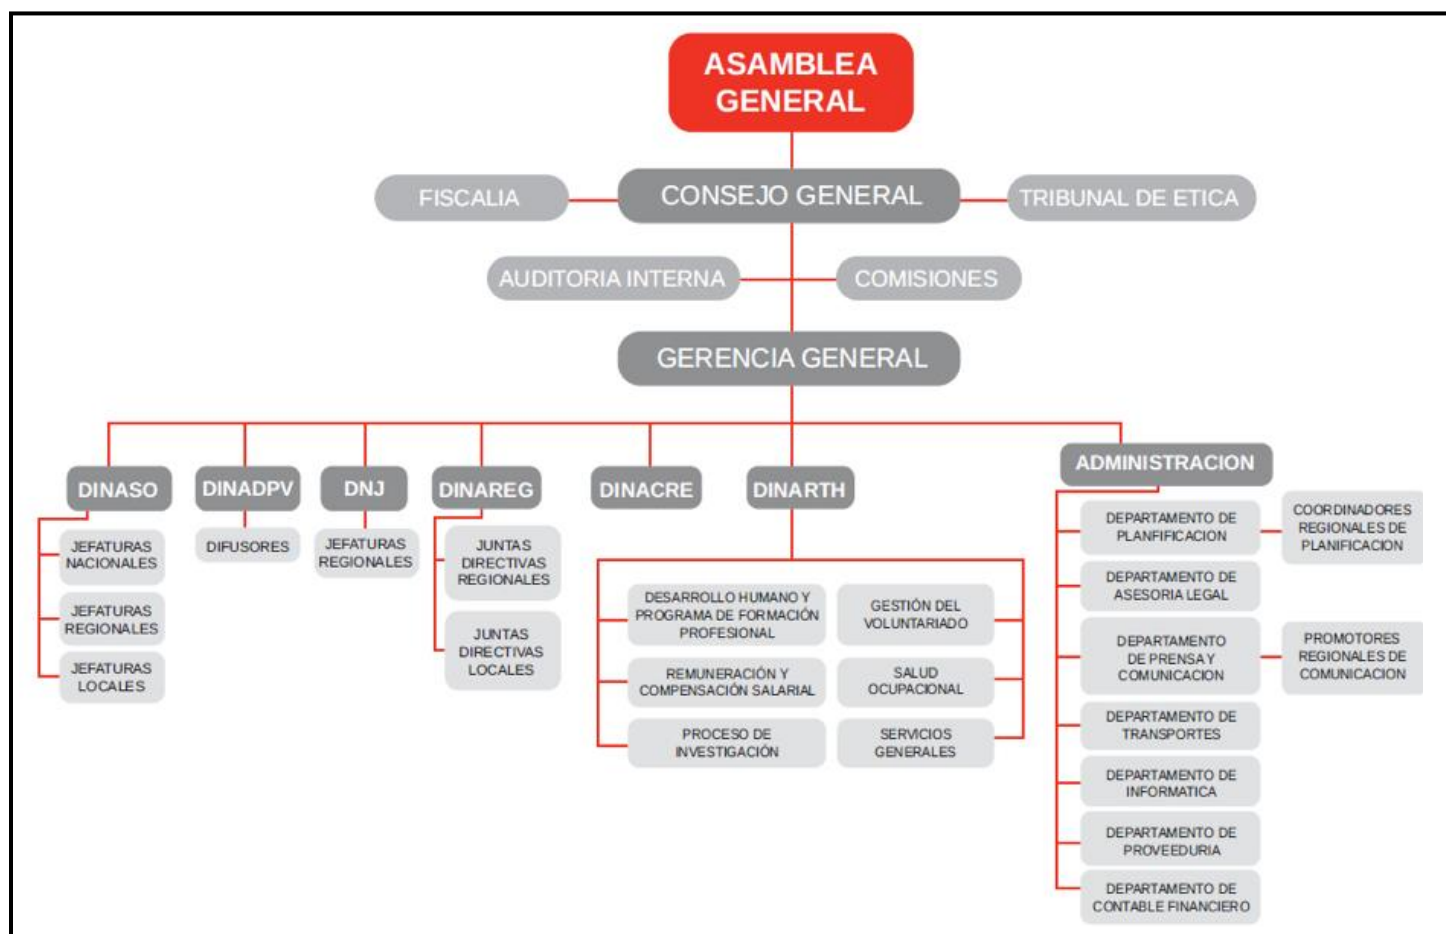 ASAMBLEA
GENERAL
FISCALIA
CONSEJO GENERAL
TRIBUNAL DE ETICA
AUDITORIA INTERNA
COMISIONES
GERENCIA GENERAL
DINASO
JEFATURAS
NACIONALES
JEFATURAS
REGIONALES
JEFATURAS
LOCALES
DINADPV
DIFUSORES
DNJ
JEFATURAS
REGIONALES
DINAREG
JUNTAS
DIRECTIVAS
REGIONALES
JUNTAS
DIRECTIVAS
LOCALES
DINACRE
DINARTH
DESARROLLO HUMANO Y
PROGRAMA DE FORMACIÓN
PROFESIONAL
REMUNERACIÓN Y
COMPENSACIÓN SALARIAL
PROCESO DE
INVESTIGACIÓN
GESTIÓN DEL
VOLUNTARIADO
SALUD
OCUPACIONAL
SERVICIOS
GENERALES
ADMINISTRACION
DEPARTAMENTO DE
PLANFIFICACION
COORDINADORES
REGIONALES DE
PLANIFICACION
DEPARTAMENTO DE
ASESORIA LEGAL
DEPARTAMENTO
DE PRENSA Y
COMUNICACION
PROMOTORES
REGIONALES DE
COMUNICACION
DEPARTAMENTO DE
TRANSPORTES
DEPARTAMENTO DE
INFORMATICA
DEPARTAMENTO DE
PROVEEDURIA
DEPARTAMENTO DE
CONTABLE FINANCIERO